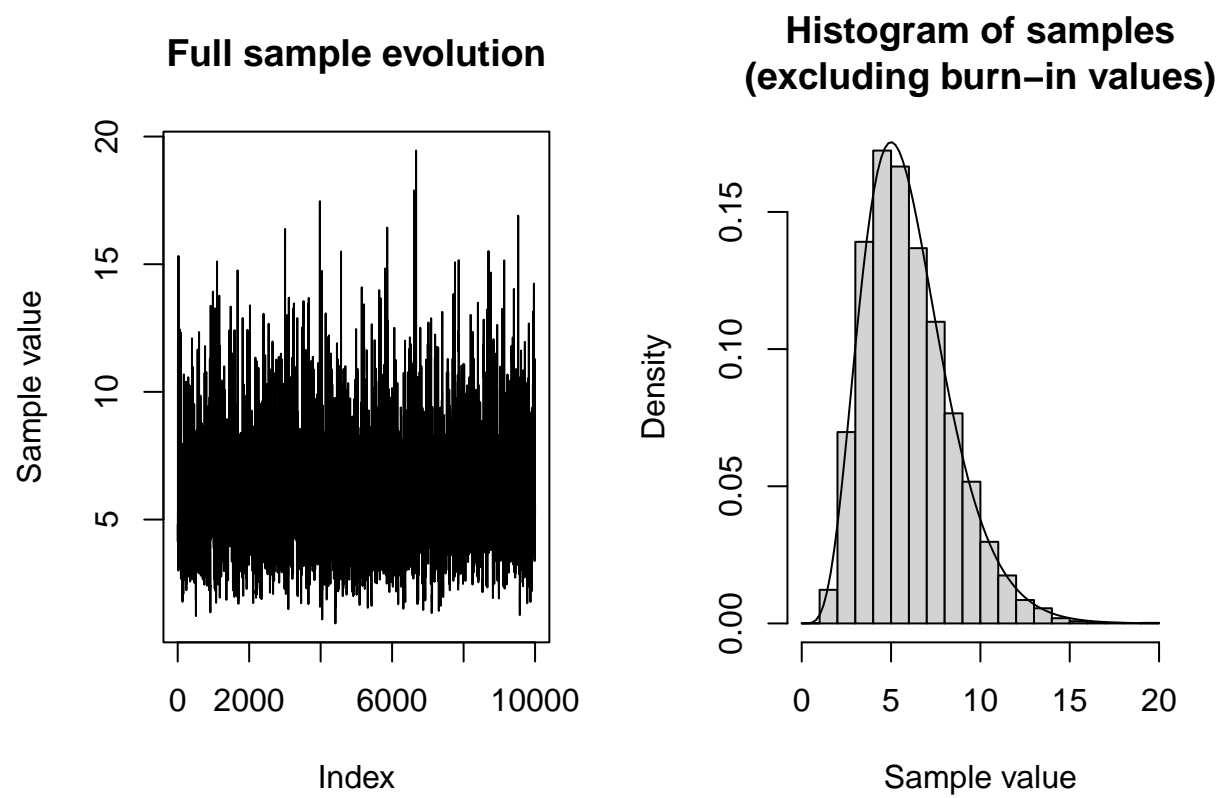 Full sample evolution
Sample value
20
15
10
5
0 2000 6000 10000
Index
Histogram of samples
(excluding burn−in values)
Density
0.15
0.10
0.05
0.00
0 5 10 15 20
Sample value